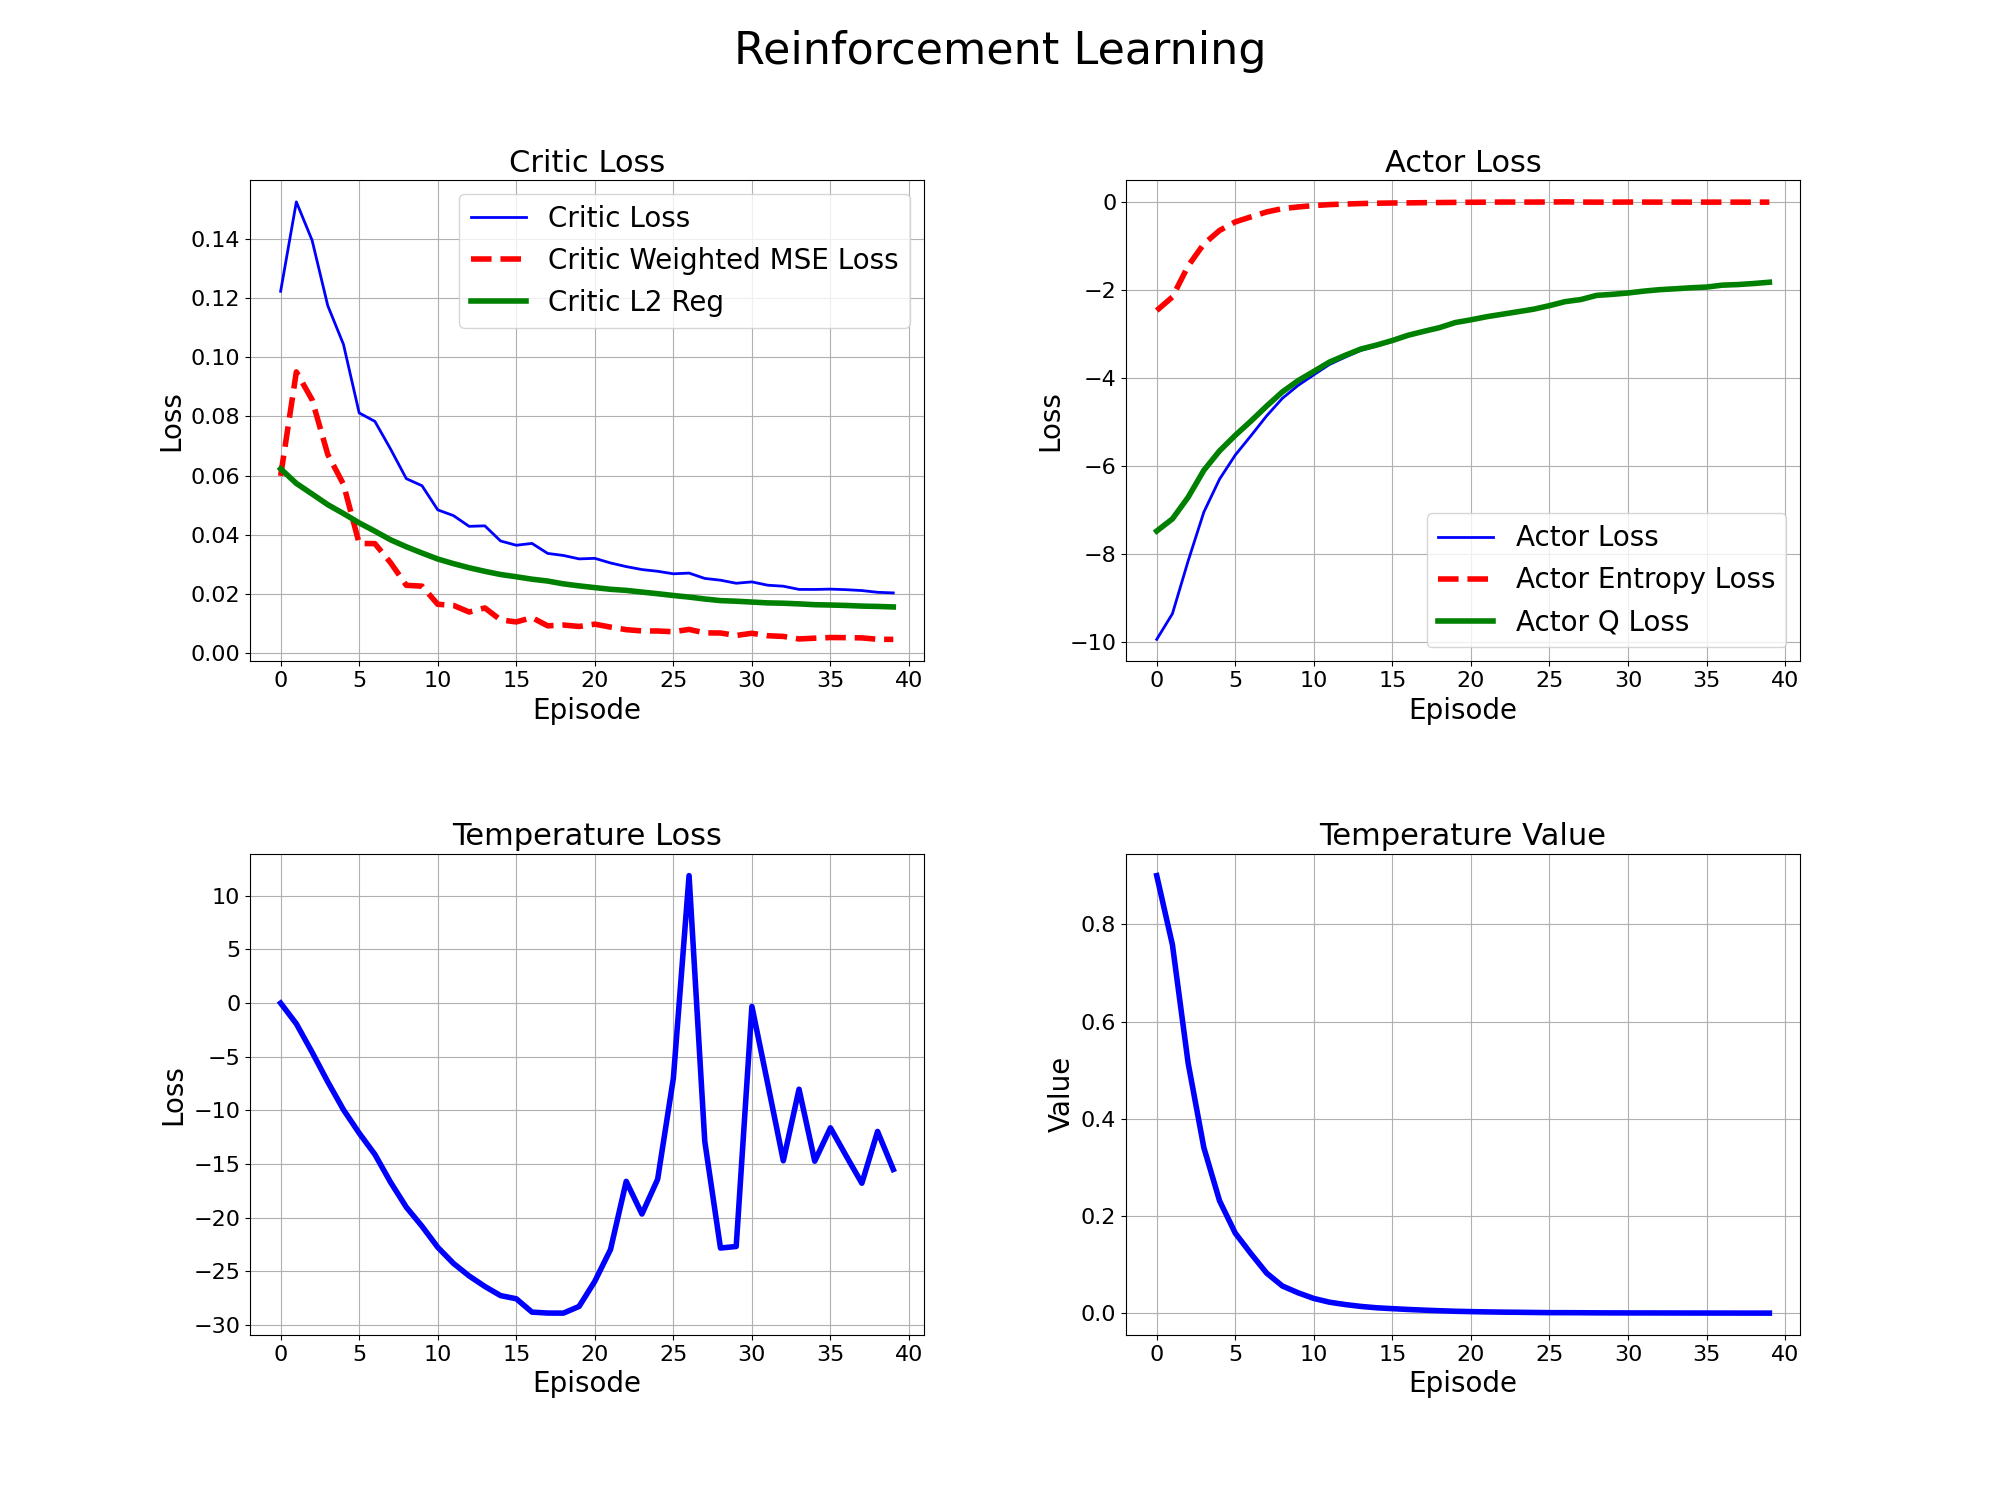 Reinforcement Learning
Critic Loss
Loss
0.14
0.12
0.10
0.08
0.06
0.04
0.02
0.00
Critic Loss
Critic Weighted MSE Loss
Critic L2 Reg
0 5 10 15 20 25 30 35 40
Episode
Actor Loss
Loss
0
−2
−4
−6
−8
−10
Actor Loss
Actor Entropy Loss
Actor Q Loss
0 5 10 15 20 25 30 35 40
Episode
Temperature Loss
Loss
10
5
0
−5
−10
−15
−20
−25
−30
0 5 10 15 20 25 30 35 40
Episode
Temperature Value
Value
0.8
0.6
0.4
0.2
0.0
0 5 10 15 20 25 30 35 40
Episode